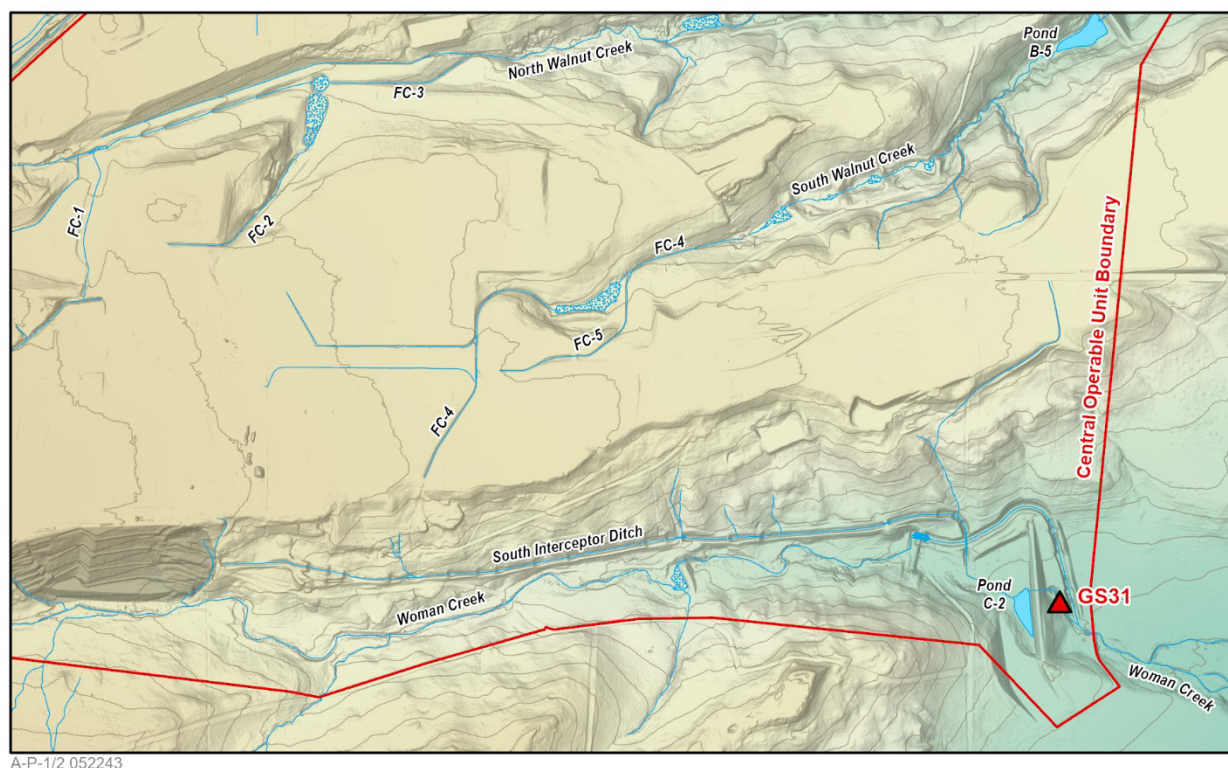 Pond
B-5
North Walnut Creek
FC-3
South Walnut Creek
FC-1
FC-2
FC-4
FC-5
Central Operable Unit Boundary
FC-4
South Interceptor Ditch
Woman Creek
Pond
C-2
GS31
Woman Creek
A-P-1/2 052243